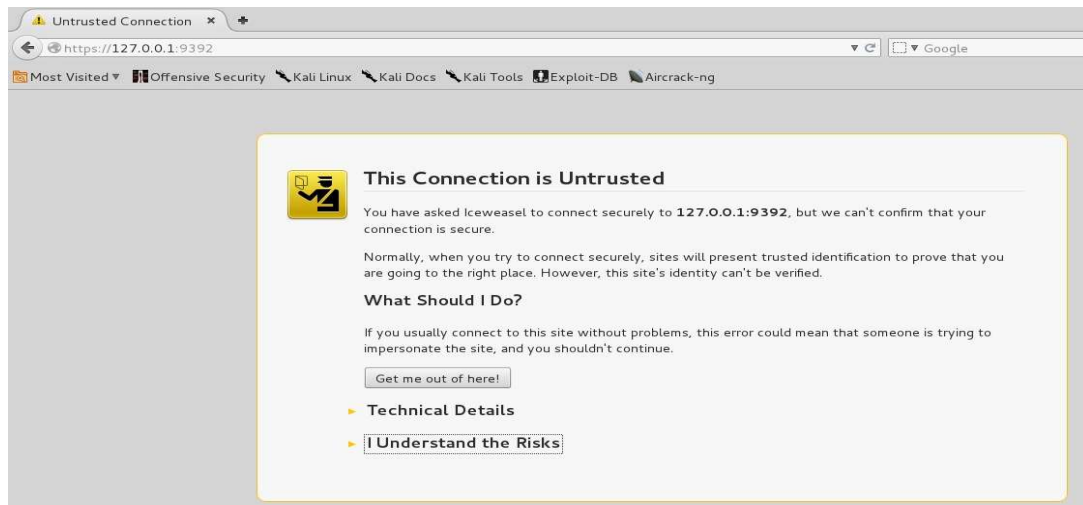 Untrusted Connection
https://127.0.0.1:9392
Google
Most Visited
Offensive Security
Kali Linux
Kali Docs
Kali Tools
Exploit-DB
Aircrack-ng
This Connection is Untrusted
You have asked Iceweasel to connect securely to 127.0.0.1:9392, but we can't confirm that your
connection is secure.
Normally, when you try to connect securely, sites will present trusted identification to prove that you
are going to the right place. However, this site's identity can't be verified.
What Should I Do?
If you usually connect to this site without problems, this error could mean that someone is trying to
impersonate the site, and you shouldn't continue.
Get me out of here!
Technical Details
I Understand the Risks